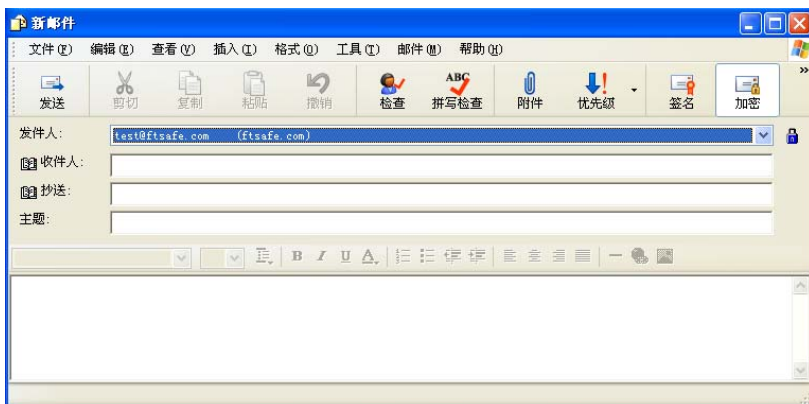 新邮件
文件(F) 编辑(E) 查看(V) 插入(I) 格式(O) 工具(T) 邮件(M) 帮助(H)
ABC
发送 剪切 复制 粘贴 撤销 检查 拼写检查 附件 优先级 签名 加密
发件人: test@ftsafe.com (ftsafe.com)
收件人:
抄送:
主题:
B I U A